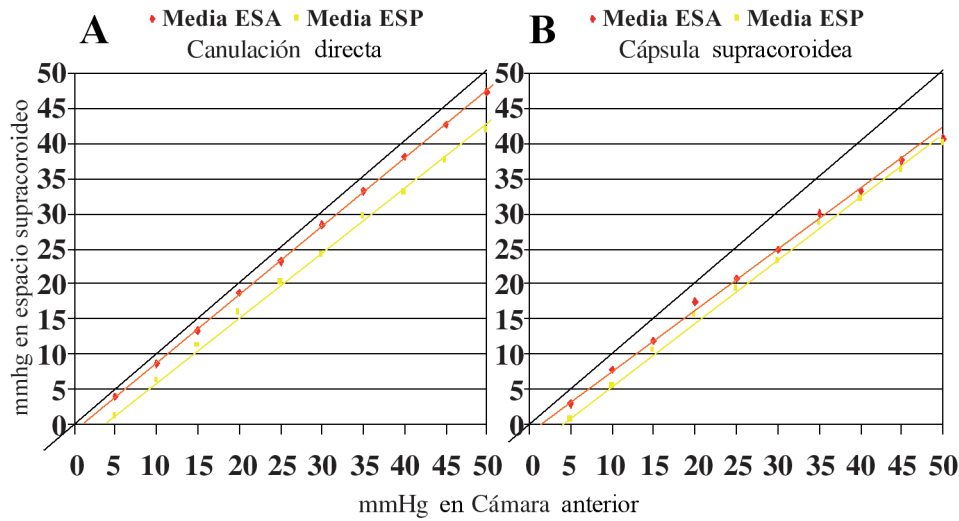 A
Media ESA Media ESP
Canulación directa
50
45
40
35
30
25
20
15
10
5
0
0 5 10 15 20 25 30 35 40 45 50
B
Media ESA Media ESP
Cápsula supracoroidea
50
45
40
35
30
25
20
15
10
5
0
0 5 10 15 20 25 30 35 40 45 50
mmhg en espacio supracoroideo
mmHg en Cámara anterior